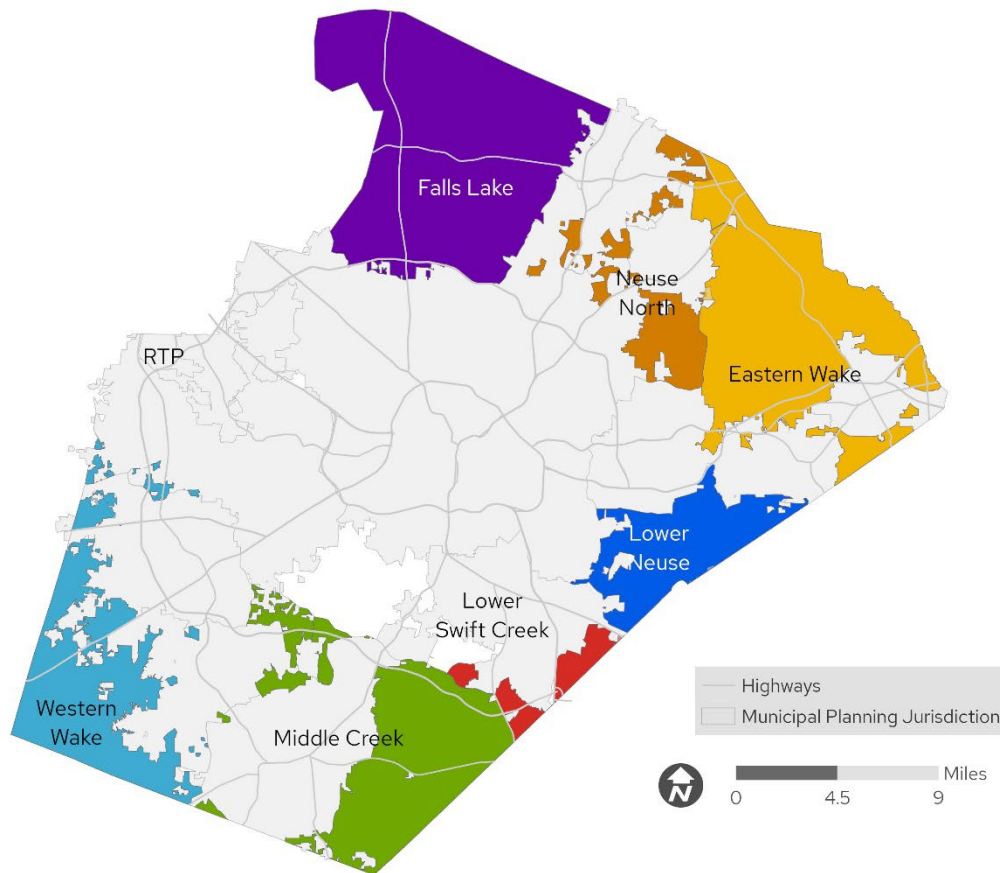 Falls Lake
Neuse
North
RTP
Eastern Wake
Lower
Neuse
Lower
Swift Creek
Western
Wake
Middle Creek
Highways
Municipal Planning Jurisdiction
N
Miles
0
4.5
9